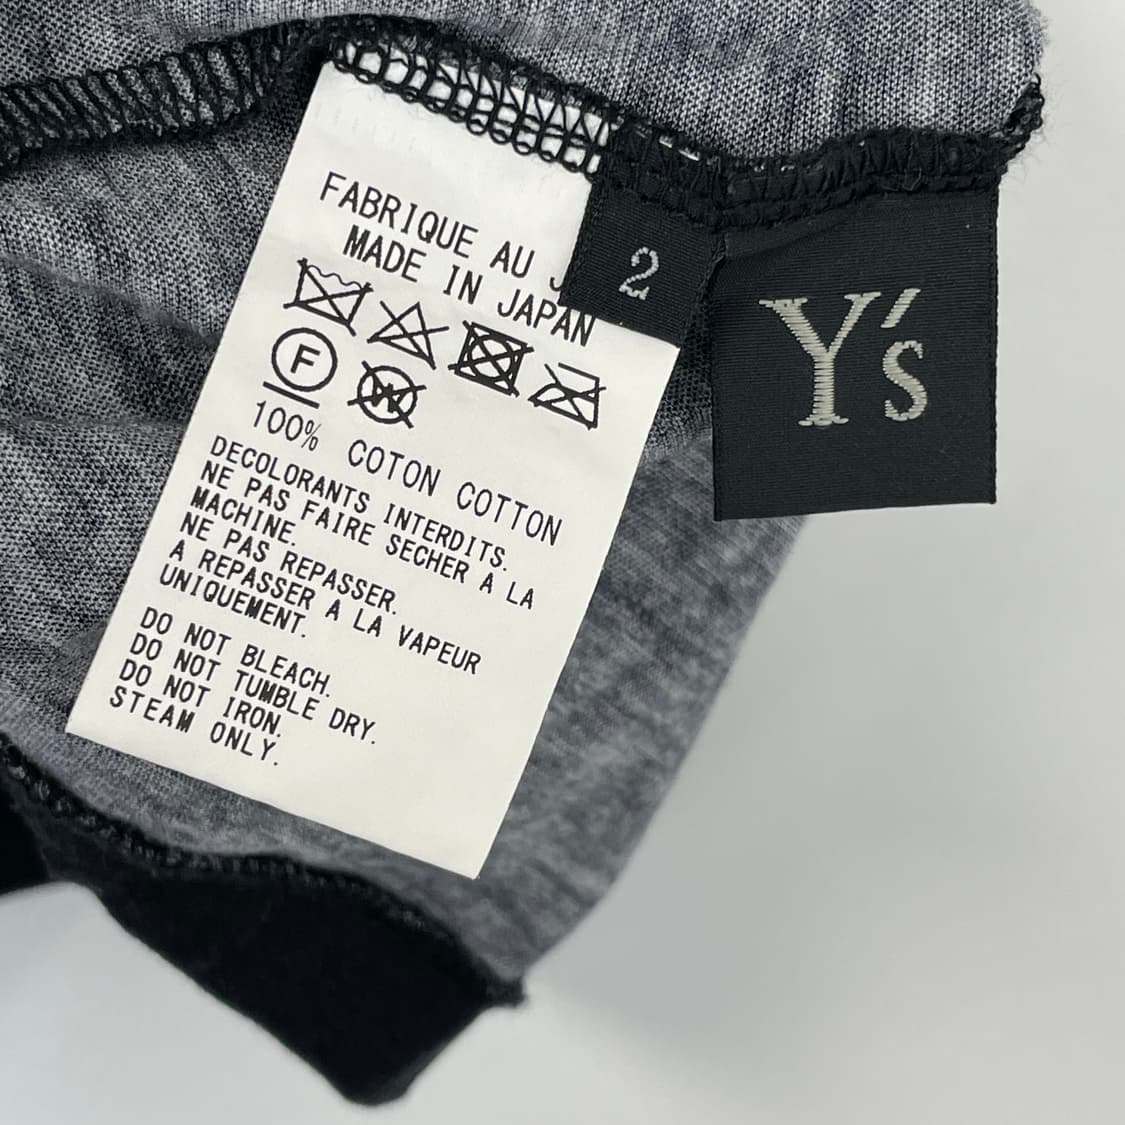 FABRIQUE AU J
MADE IN JAPAN
F
W
100% COTON COTTON
DECOLORANTS INTERDITS.
NE PAS FAIRE SECHER A LA
MACHINE.
NE PAS REPASSER.
A REPASSER A LA VAPEUR
UNIQUEMENT.
DO NOT BLEACH.
DO NOT TUMBLE DRY.
DO NOT IRON.
STEAM ONLY.
2
Y's